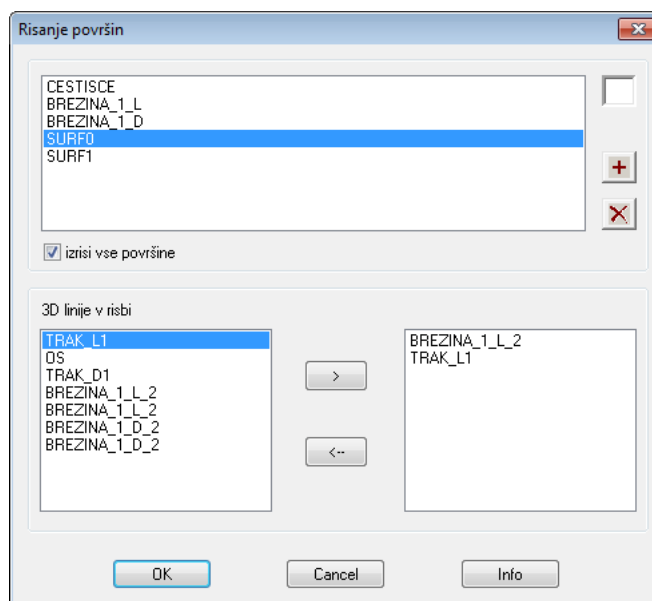 Risanje površin
CESTISCE
BREZINA_1_L
BREZINA_1_D
SURF0
SURF1
izrisi vse površine
3D linije v risbi
TRAK_L1
OS
TRAK_D1
BREZINA_1_L_2
BREZINA_1_L_2
BREZINA_1_D_2
BREZINA_1_D_2
>
<--
BREZINA_1_L_2
TRAK_L1
OK
Cancel
Info